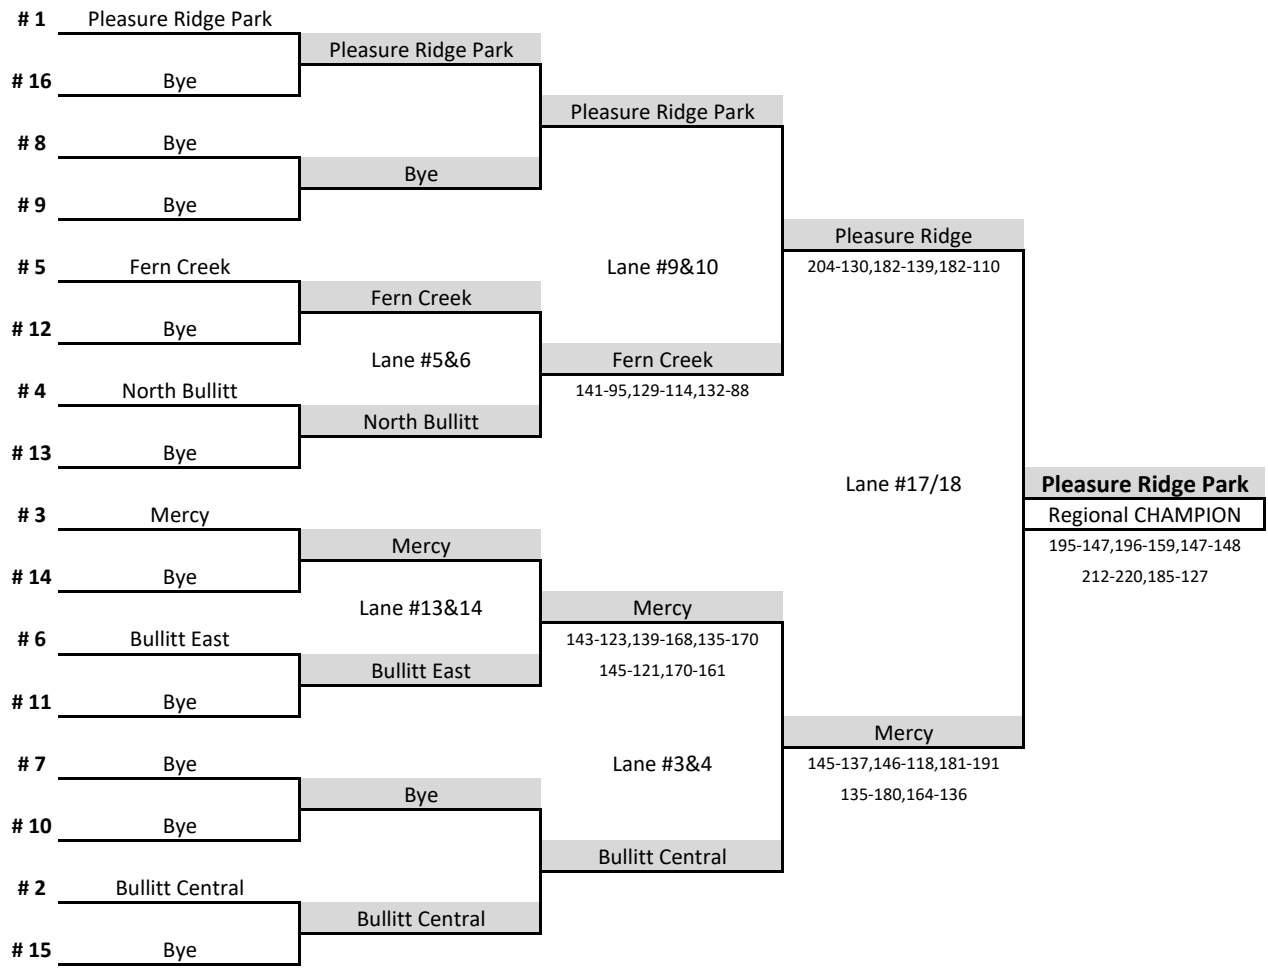 # 1 Pleasure Ridge Park
Pleasure Ridge Park
# 16 Bye
Pleasure Ridge Park
# 8 Bye
Bye
# 9 Bye
Pleasure Ridge
# 5 Fern Creek Lane #9&10 204-130,182-139,182-110
Fern Creek
# 12 Bye
Lane #5&6 Fern Creek
# 4 North Bullitt 141-95,129-114,132-88
North Bullitt
# 13 Bye
Lane #17/18 Pleasure Ridge Park
# 3 Mercy Regional CHAMPION
Mercy 195-147,196-159,147-148
# 14 Bye 212-220,185-127
Lane #13&14 Mercy
# 6 Bullitt East 143-123,139-168,135-170
Bullitt East 145-121,170-161
# 11 Bye
Mercy
# 7 Bye Lane #3&4 145-137,146-118,181-191
Bye 135-180,164-136
# 10 Bye
Bullitt Central
# 2 Bullitt Central
Bullitt Central
# 15 Bye